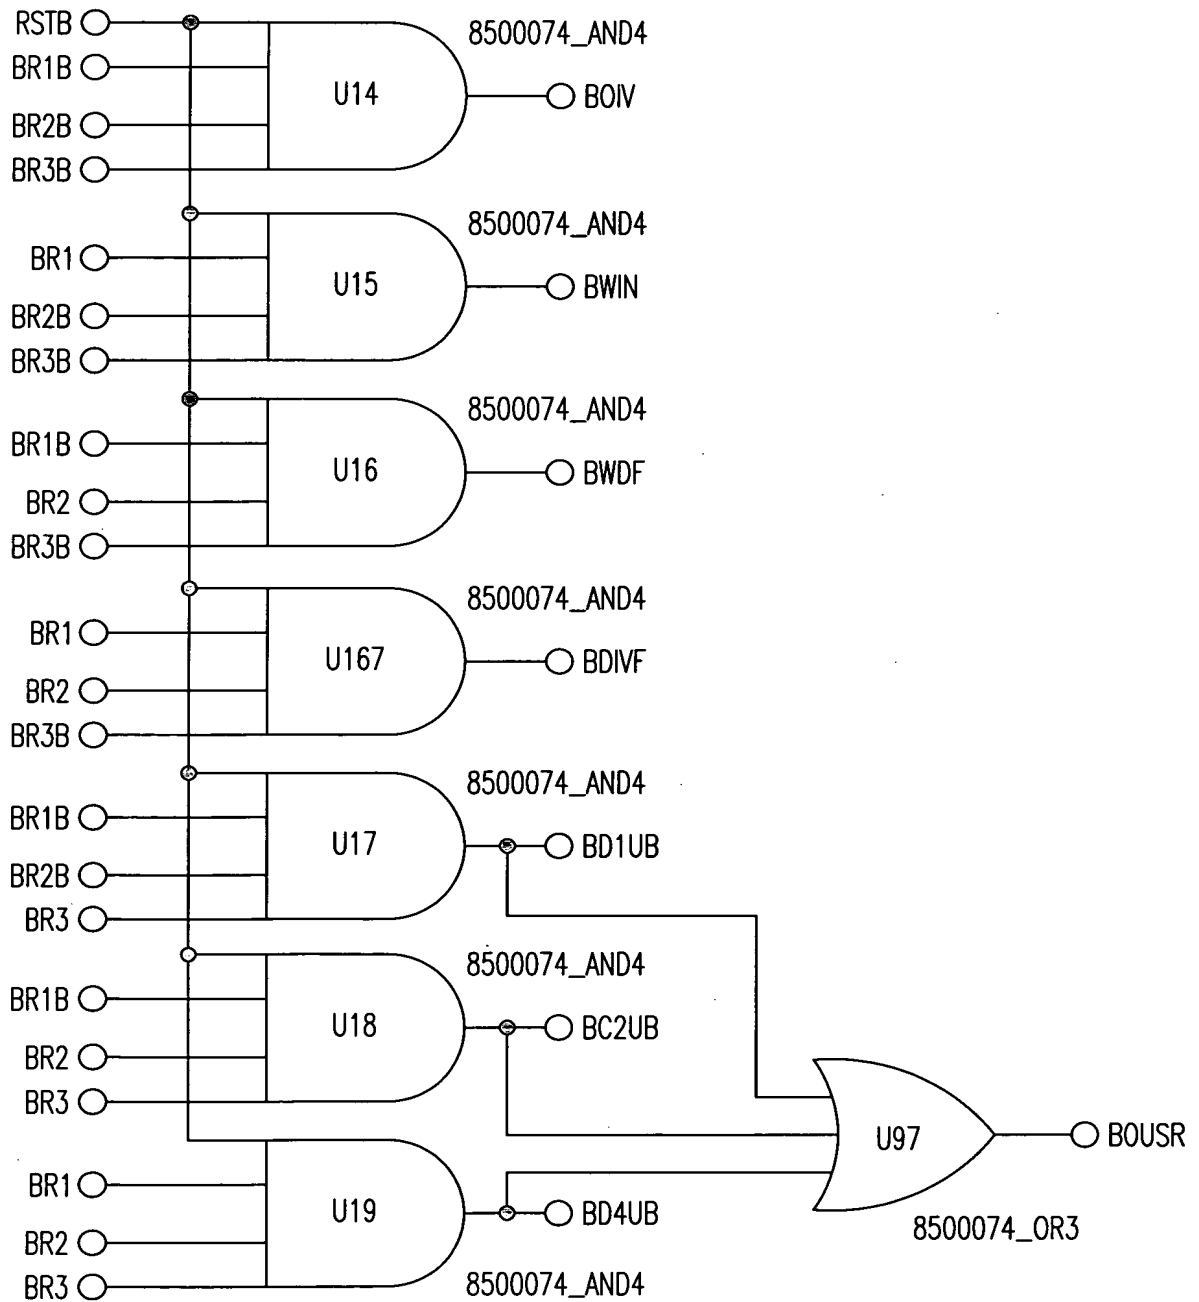 RSTB
BR1B
BR2B
BR3B
U14
8500074_AND4
BOIV
BR1
BR2B
BR3B
U15
8500074_AND4
BWIN
BR1B
BR2
BR3B
U16
8500074_AND4
BWDF
BR1
BR2
BR3B
U167
8500074_AND4
BDIVF
BR1B
BR2B
BR3
U17
8500074_AND4
BD1UB
BR1B
BR2
BR3
U18
8500074_AND4
BC2UB
BR1
BR2
BR3
U19
8500074_AND4
BD4UB
U97
8500074_OR3
BOUSR